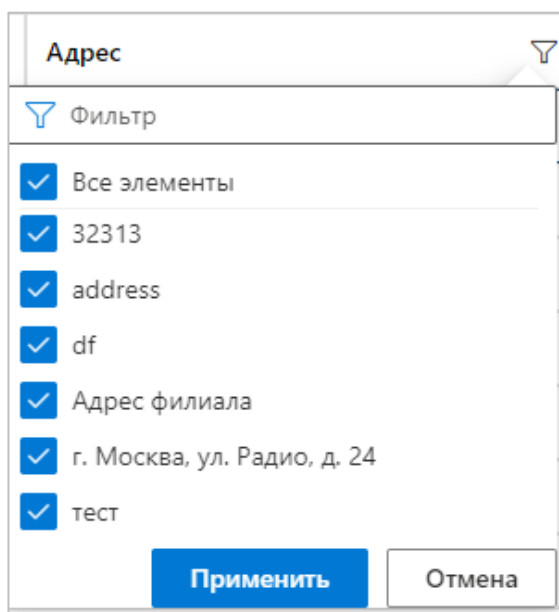 Адрес
Фильтр
Все элементы
32313
address
df
Адрес филиала
г. Москва, ул. Радио, д. 24
тест
Применить Отмена